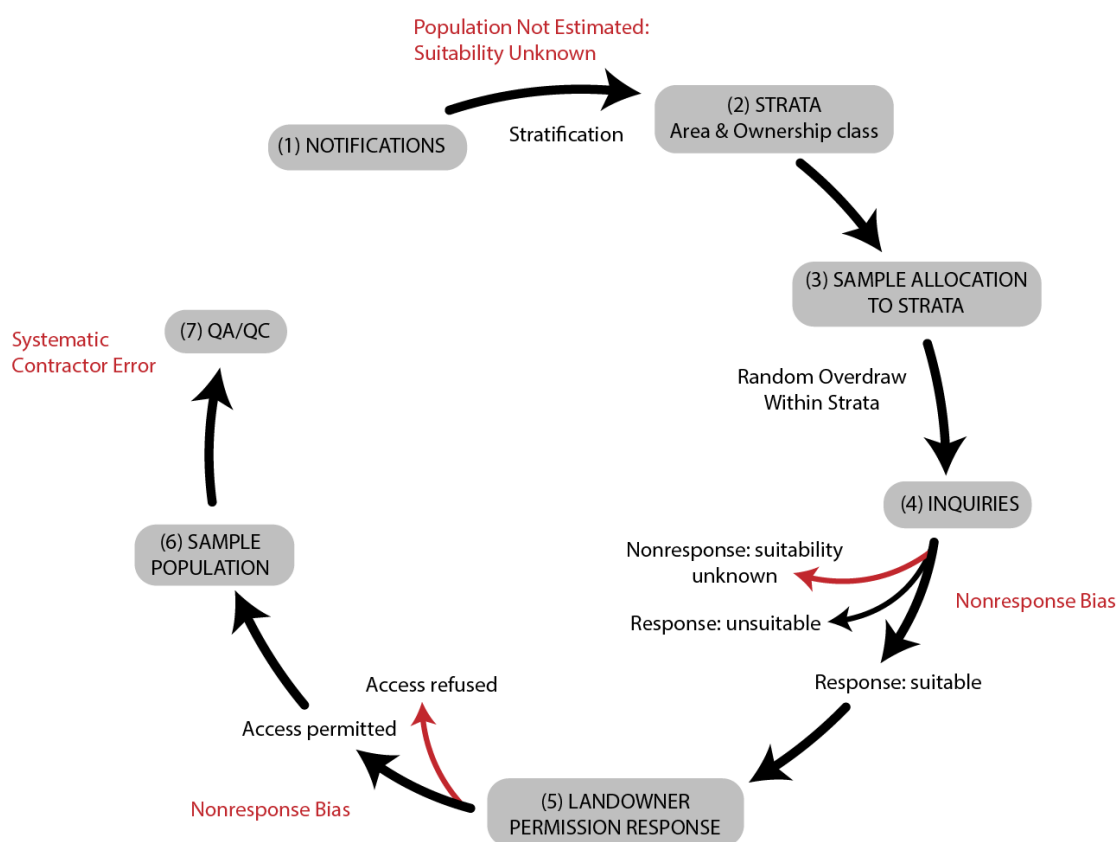 Population Not Estimated:
Suitability Unknown
(1) NOTIFICATIONS
Stratification
(2) STRATA
Area & Ownership class
(3) SAMPLE ALLOCATION
TO STRATA
Random Overdraw
Within Strata
(4) INQUIRIES
Nonresponse: suitability
unknown
Nonresponse Bias
Response: unsuitable
Response: suitable
(5) LANDOWNER
PERMISSION RESPONSE
Access refused
Access permitted
Nonresponse Bias
(6) SAMPLE
POPULATION
(7) QA/QC
Systematic
Contractor Error